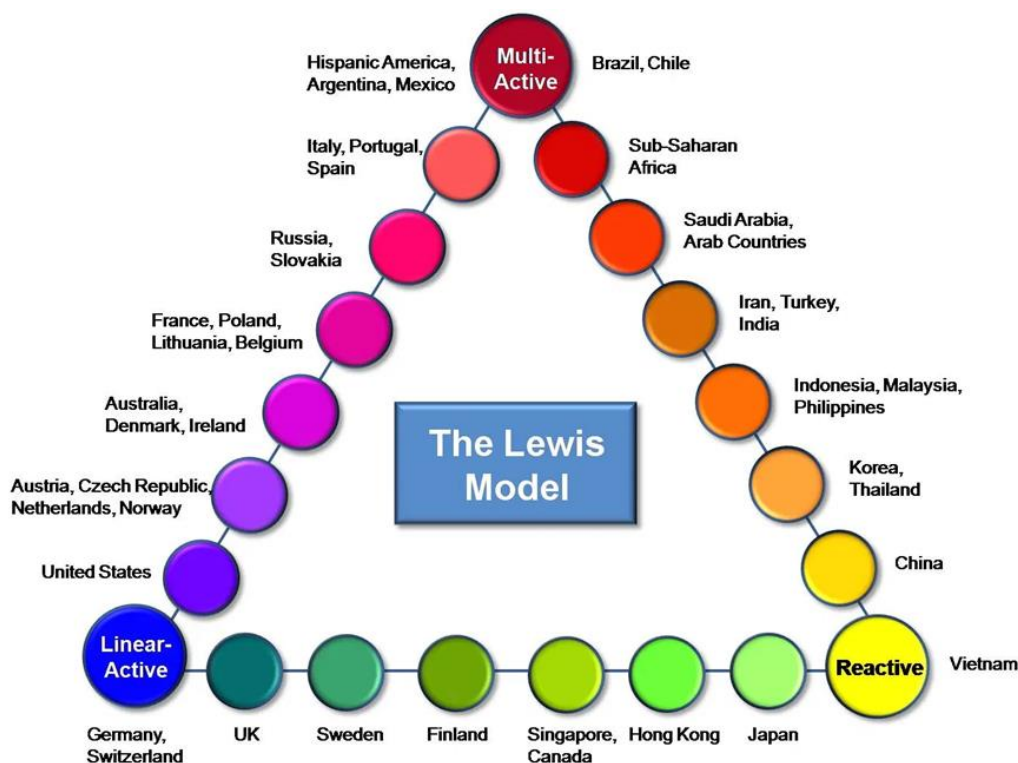 Multi-
Active
Hispanic America,
Argentina, Mexico
Brazil, Chile
Italy, Portugal,
Spain
Sub-Saharan
Africa
Russia,
Slovakia
Saudi Arabia,
Arab Countries
France, Poland,
Lithuania, Belgium
Iran, Turkey,
India
Australia,
Denmark, Ireland
Indonesia, Malaysia,
Philippines
The Lewis
Model
Austria, Czech Republic,
Netherlands, Norway
Korea,
Thailand
United States
China
Linear-
Active
Reactive
Vietnam
Germany,
Switzerland
UK
Sweden
Finland
Singapore,
Canada
Hong Kong
Japan